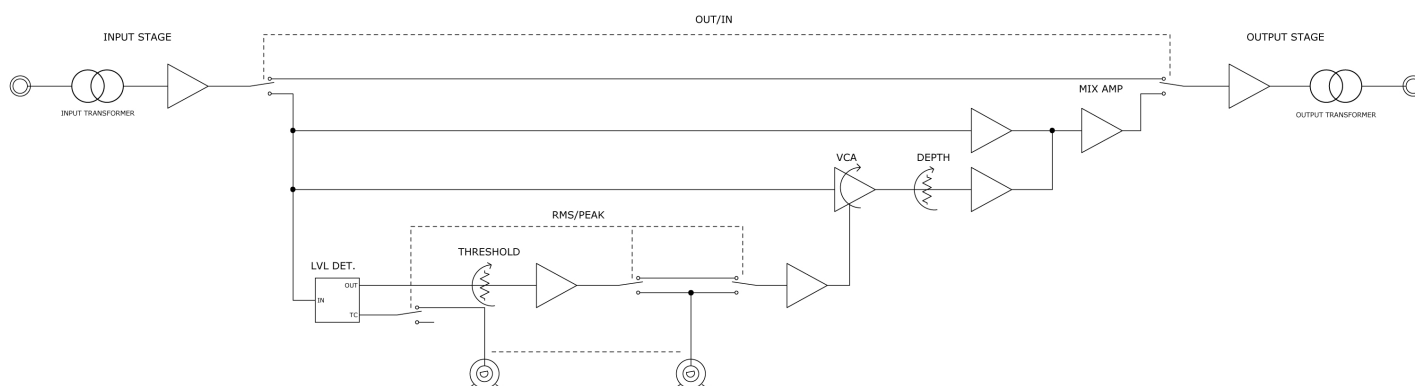 OUT/IN
INPUT STAGE
OUTPUT STAGE
MIX AMP
INPUT TRANSFORMER
OUTPUT TRANSFORMER
VCA
DEPTH
RMS/PEAK
THRESHOLD
LVL DET.
OUT
IN
TC